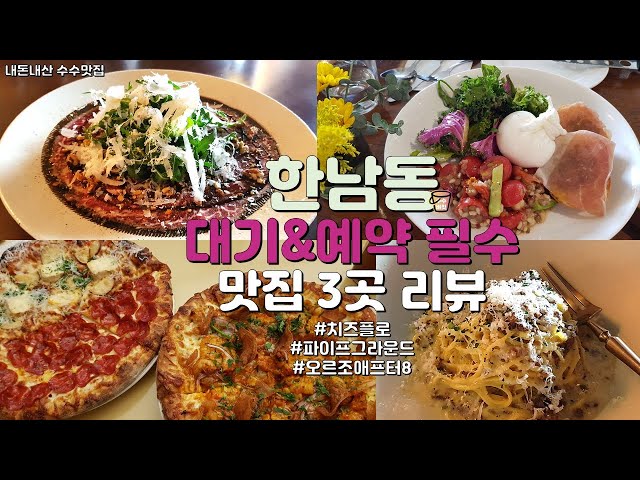 내돈내산 수수맛집
한남동
대기&예약 필수
맛집 3곳 리뷰
#치즈플로
#파이프그라운드
#오르조애프터8